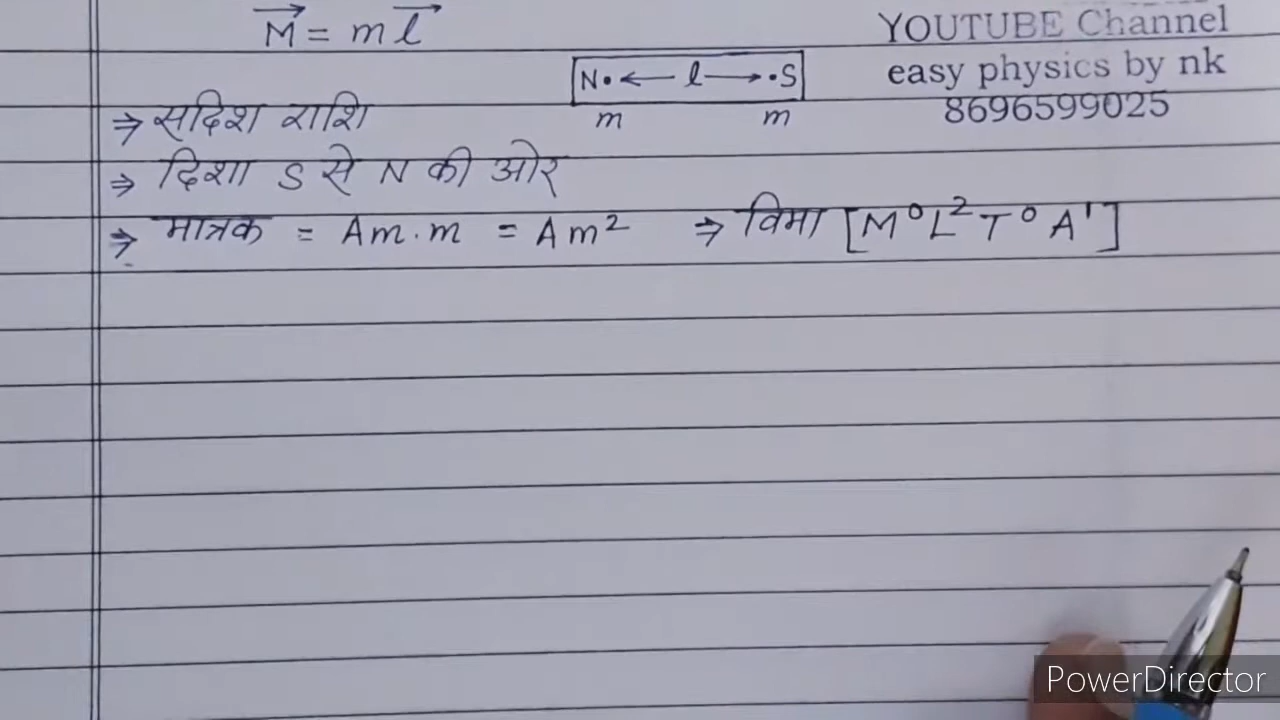 M⃗ = m l⃗
N•←— l —→•S
m m
⇒ सदिश राशि
⇒ दिशा S से N की ओर
⇒ मात्रक = Am.m = Am² ⇒ विमा [M⁰L²T⁰A¹]
YOUTUBE Channel
easy physics by nk
8696599025
PowerDirector